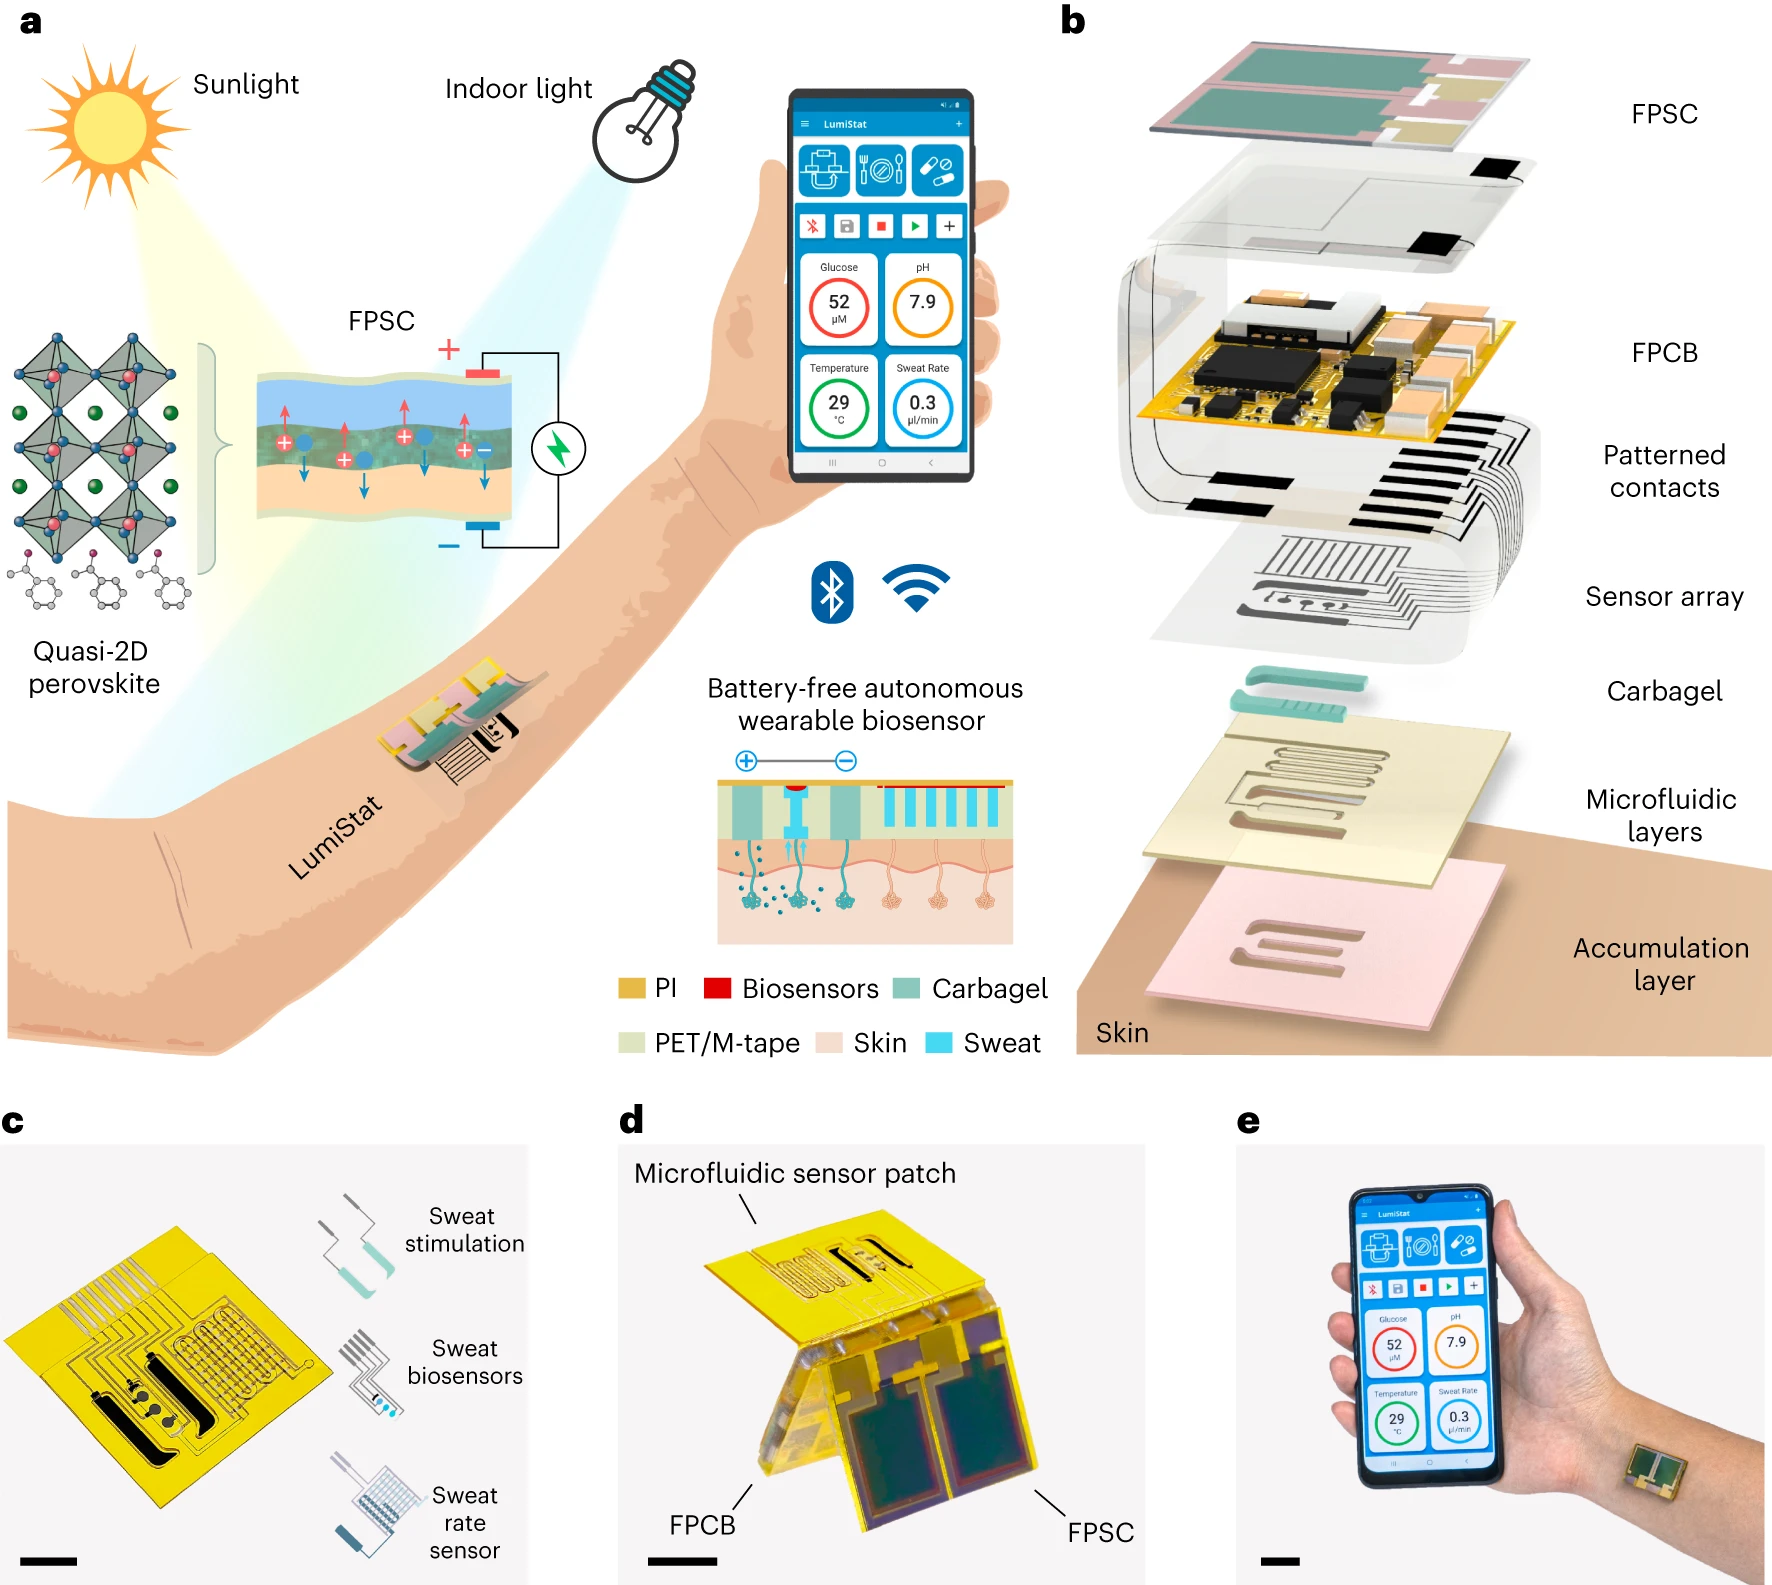 a
Sunlight
Indoor light
LumiStat
Glucose
52
µM
pH
7.9
Temperature
29
°C
Sweat Rate
0.3
µl/min
FPSC
+
−
Quasi-2D
perovskite
LumiStat
Battery-free autonomous
wearable biosensor
PI
Biosensors
Carbagel
PET/M-tape
Skin
Sweat
b
FPSC
FPCB
Patterned
contacts
Sensor array
Carbagel
Microfluidic
layers
Accumulation
layer
Skin
c
Sweat
stimulation
Sweat
biosensors
Sweat
rate
sensor
d
Microfluidic sensor patch
FPCB
FPSC
e
LumiStat
Glucose
52
µM
pH
7.9
Temperature
29
°C
Sweat Rate
0.3
µl/min